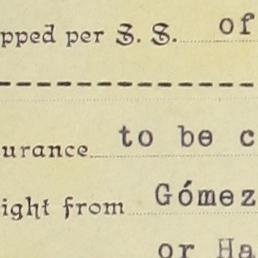 pped per S. S. of
urance to be c
ight from Gómez
or Ha